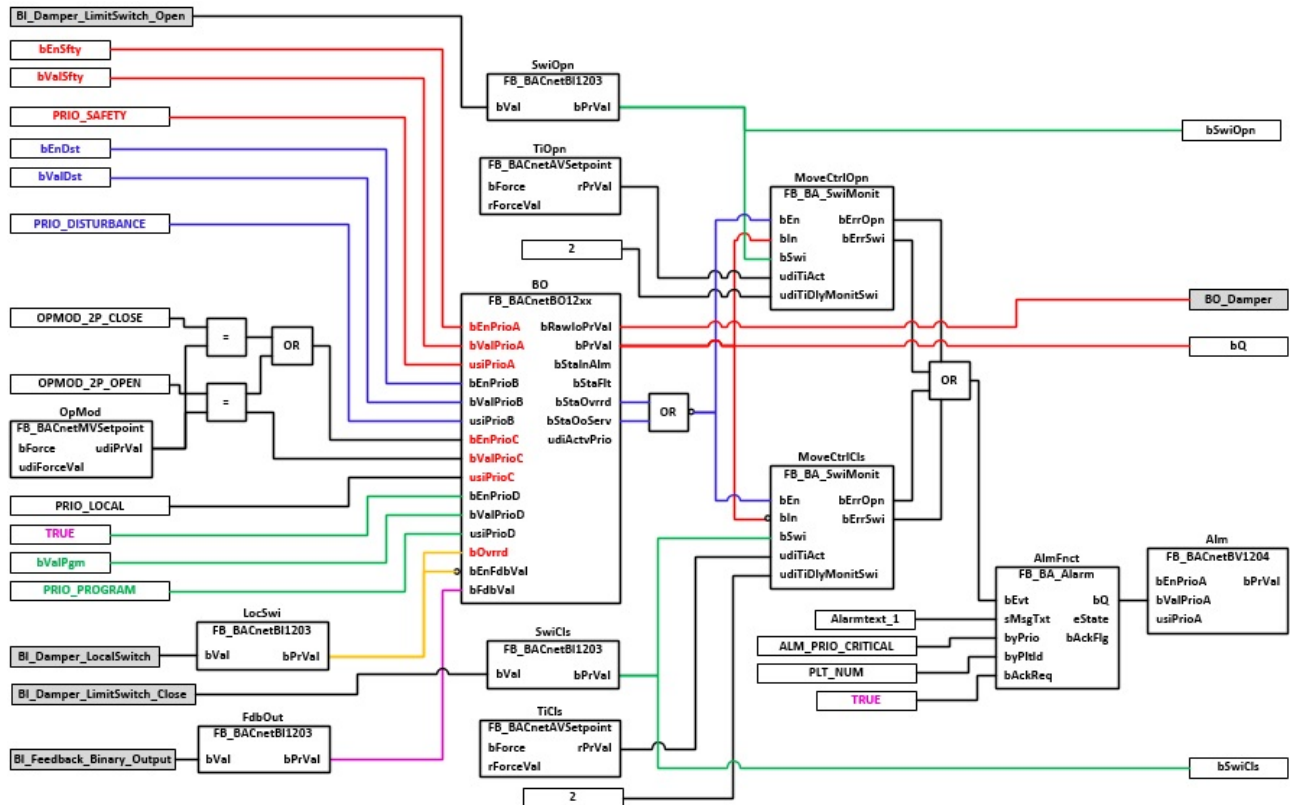 BI_Damper_LimitSwitch_Open
bEnSfty
bValSfty
PRIO_SAFETY
bEnDst
bValDst
PRIO_DISTURBANCE
OPMOD_2P_CLOSE
=
OR
OPMOD_2P_OPEN
=
OpMod
FB_BACnetMVSetpoint
bForce udiPrVal
udiForceVal
PRIO_LOCAL
TRUE
bValPgm
PRIO_PROGRAM
LocSwi
FB_BACnetBI1203
bVal bPrVal
BI_Damper_LocalSwitch
BI_Damper_LimitSwitch_Close
FdbOut
FB_BACnetBI1203
bVal bPrVal
BI_Feedback_Binary_Output
SwiOpn
FB_BACnetBI1203
bVal bPrVal
TiOpn
FB_BACnetAVSetpoint
bForce rPrVal
rForceVal
2
BO
FB_BACnetBO12xx
bEnPrioA bRawIoPrVal
bValPrioA bPrVal
usiPrioA bStaInAlm
bEnPrioB bStaFlt
bValPrioB bStaOvrrd
usiPrioB bStaOoServ
bEnPrioC udiActvPrio
bValPrioC
usiPrioC
bEnPrioD
bValPrioD
usiPrioD
bOvrrd
bEnFdbVal
bFdbVal
OR
SwiCls
FB_BACnetBI1203
bVal bPrVal
TiCls
FB_BACnetAVSetpoint
bForce rPrVal
rForceVal
2
MoveCtrlOpn
FB_BA_SwiMonit
bEn bErrOpn
bIn bErrSwi
bSwi
udiTiAct
udiTiDlyMonitSwi
MoveCtrlCls
FB_BA_SwiMonit
bEn bErrOpn
bIn bErrSwi
bSwi
udiTiAct
udiTiDlyMonitSwi
OR
bSwiOpn
BO_Damper
bQ
AlmFnct
FB_BA_Alarm
bEvt bQ
sMsgTxt eState
byPrio bAckFlg
byPltId
bAckReq
Alarmtext_1
ALM_PRIO_CRITICAL
PLT_NUM
TRUE
Alm
FB_BACnetBV1204
bEnPrioA bPrVal
bValPrioA
usiPrioA
bSwiCls